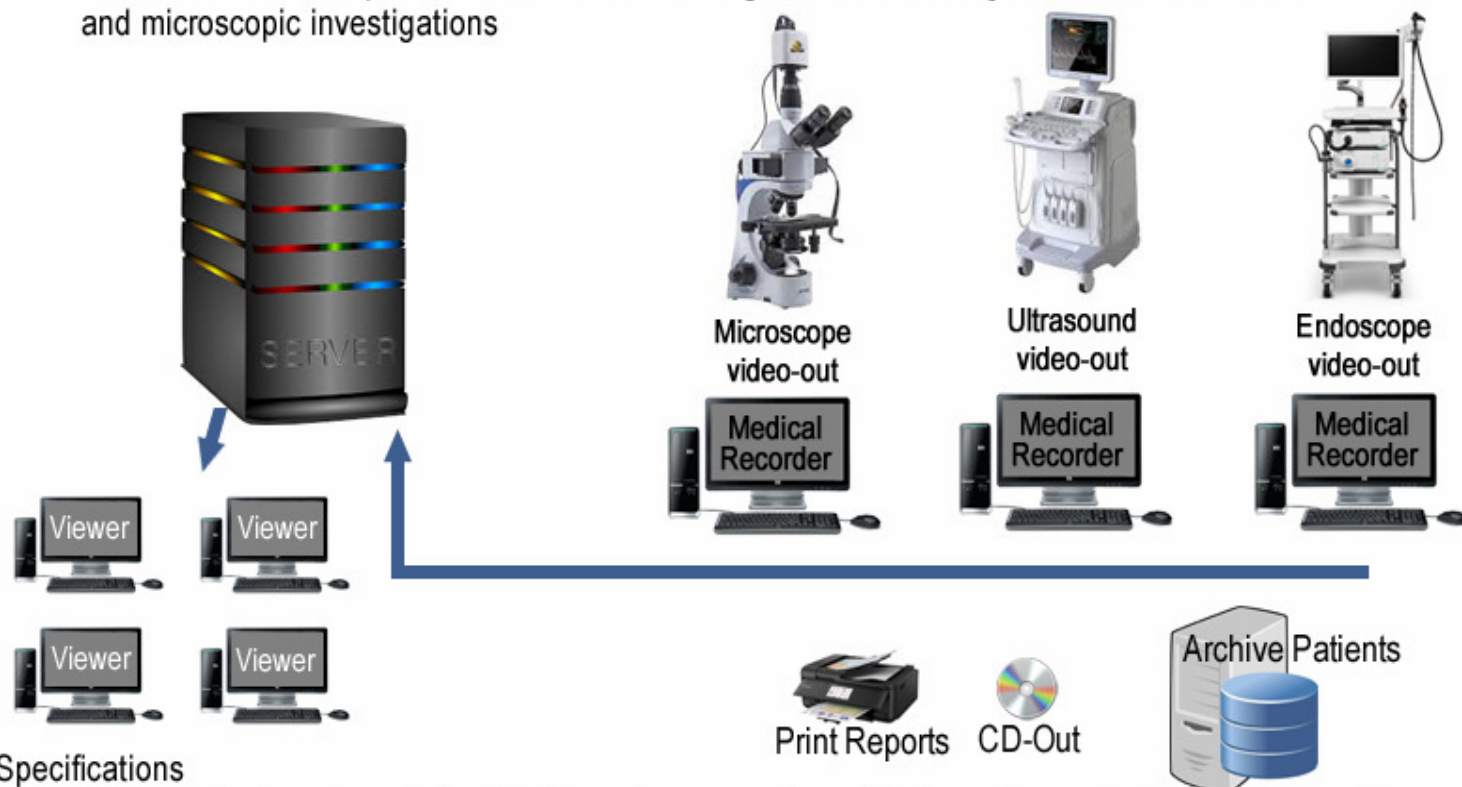 and microscopic investigations
SERVER
Microscope
video-out
Ultrasound
video-out
Endoscope
video-out
Medical
Recorder
Medical
Recorder
Medical
Recorder
Viewer
Viewer
Viewer
Viewer
Archive Patients
Print Reports
CD-Out
Specifications